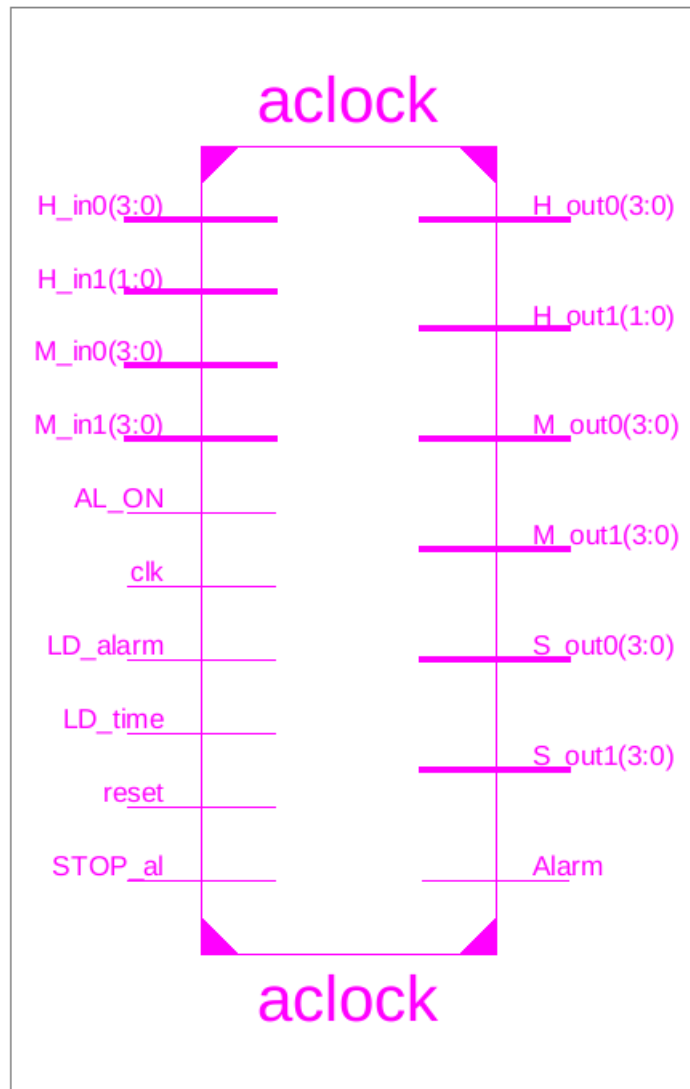 aclock
H_in0(3:0)
H_in1(1:0)
M_in0(3:0)
M_in1(3:0)
AL_ON
clk
LD_alarm
LD_time
reset
STOP_al
H_out0(3:0)
H_out1(1:0)
M_out0(3:0)
M_out1(3:0)
S_out0(3:0)
S_out1(3:0)
Alarm
aclock